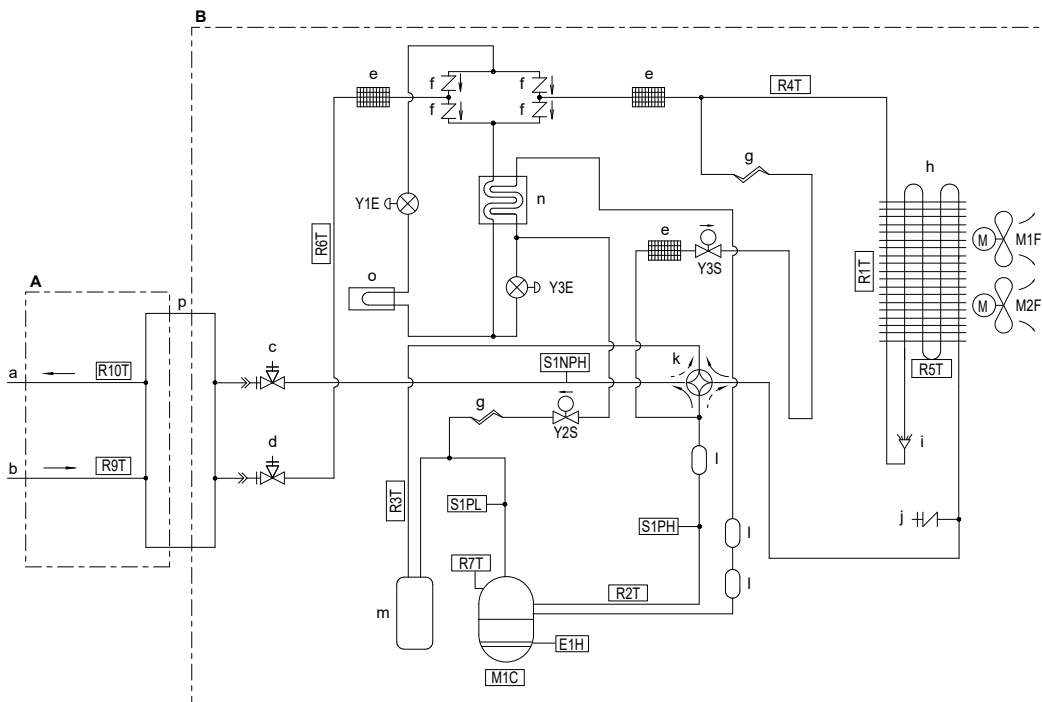 B
e
f
f
e
R4T
f
f
g
h
n
Y1E
R6T
e
M
M1F
Y3S
R1T
o
Y3E
A
p
M
M2F
c
k
S1NPH
a
R10T
R5T
g
Y2S
d
i
b
R9T
l
R3T
S1PL
S1PH
j
l
R7T
l
R2T
m
E1H
M1C